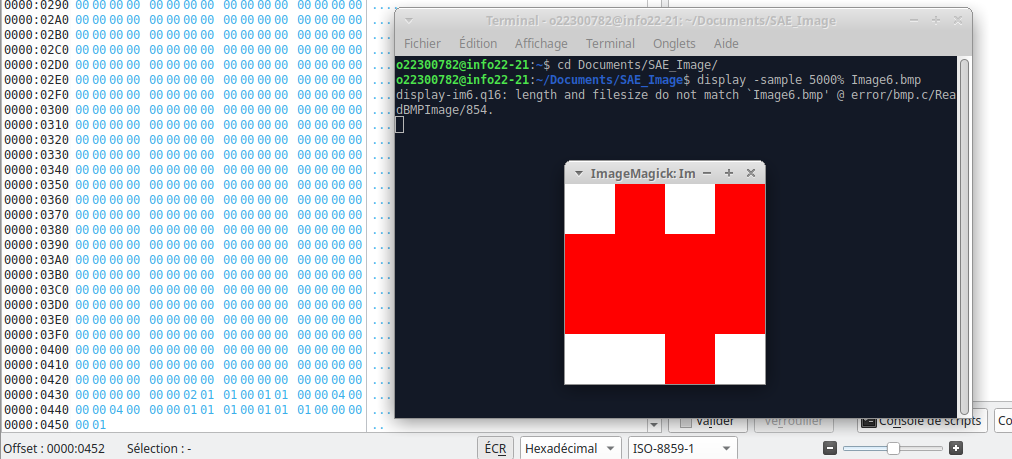 Terminal - o22300782@info22-21: ~/Documents/SAE_Image
Fichier Édition Affichage Terminal Onglets Aide
o22300782@info22-21:~$ cd Documents/SAE_Image/
o22300782@info22-21:~/Documents/SAE_Image$ display -sample 5000% Image6.bmp
display-im6.q16: length and filesize do not match `Image6.bmp' @ error/bmp.c/Rea
dBMPImage/854.
ImageMagick: Im
0000:0290 00 00 00 00 00 00 00 00 00 00 00 00 00 00 00 00 ....
0000:02A0 00 00 00 00 00 00 00 00 00 00 00 00 00 00 00 00 ....
0000:02B0 00 00 00 00 00 00 00 00 00 00 00 00 00 00 00 00 ....
0000:02C0 00 00 00 00 00 00 00 00 00 00 00 00 00 00 00 00 ....
0000:02D0 00 00 00 00 00 00 00 00 00 00 00 00 00 00 00 00 ....
0000:02E0 00 00 00 00 00 00 00 00 00 00 00 00 00 00 00 00 ....
0000:02F0 00 00 00 00 00 00 00 00 00 00 00 00 00 00 00 00 ....
0000:0300 00 00 00 00 00 00 00 00 00 00 00 00 00 00 00 00 ....
0000:0310 00 00 00 00 00 00 00 00 00 00 00 00 00 00 00 00 ....
0000:0320 00 00 00 00 00 00 00 00 00 00 00 00 00 00 00 00 ....
0000:0330 00 00 00 00 00 00 00 00 00 00 00 00 00 00 00 00 ....
0000:0340 00 00 00 00 00 00 00 00 00 00 00 00 00 00 00 00 ....
0000:0350 00 00 00 00 00 00 00 00 00 00 00 00 00 00 00 00 ....
0000:0360 00 00 00 00 00 00 00 00 00 00 00 00 00 00 00 00 ....
0000:0370 00 00 00 00 00 00 00 00 00 00 00 00 00 00 00 00 ....
0000:0380 00 00 00 00 00 00 00 00 00 00 00 00 00 00 00 00 ....
0000:0390 00 00 00 00 00 00 00 00 00 00 00 00 00 00 00 00 ....
0000:03A0 00 00 00 00 00 00 00 00 00 00 00 00 00 00 00 00 ....
0000:03B0 00 00 00 00 00 00 00 00 00 00 00 00 00 00 00 00 ....
0000:03C0 00 00 00 00 00 00 00 00 00 00 00 00 00 00 00 00 ....
0000:03D0 00 00 00 00 00 00 00 00 00 00 00 00 00 00 00 00 ....
0000:03E0 00 00 00 00 00 00 00 00 00 00 00 00 00 00 00 00 ....
0000:03F0 00 00 00 00 00 00 00 00 00 00 00 00 00 00 00 00 ....
0000:0400 00 00 00 00 00 00 00 00 00 00 00 00 00 00 00 00 ....
0000:0410 00 00 00 00 00 00 00 00 00 00 00 00 00 00 00 00 ....
0000:0420 00 00 00 00 00 00 00 00 00 00 00 00 00 00 00 00 ....
0000:0430 00 00 00 00 00 00 02 01 01 00 01 01 00 00 04 00 ....
0000:0440 00 00 04 00 00 00 01 01 01 00 01 01 01 00 00 00 ....
0000:0450 00 01 ..
Valider Verrouiller Console de scripts Co
Offset : 0000:0452 Sélection : - ÉCR Hexadécimal ISO-8859-1